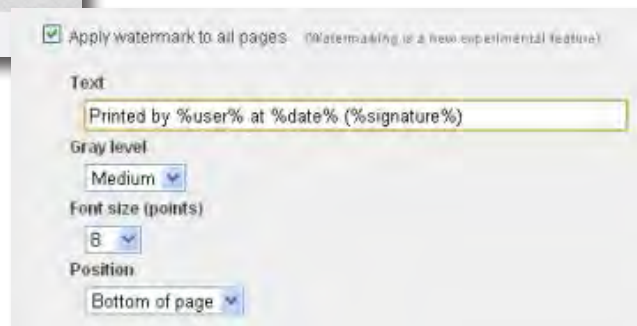 Apply watermark to all pages (Watermarking is a new experimental feature)
Text
Printed by %user% at %date% (%signature%)
Gray level
Medium
Font size (points)
8
Position
Bottom of page